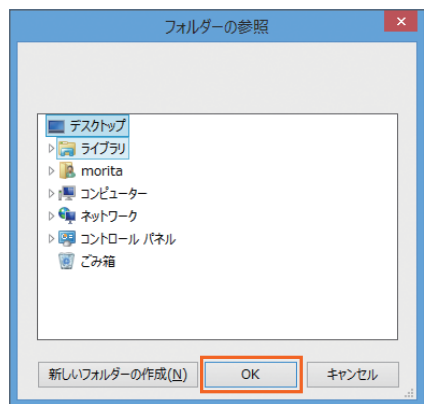 フォルダーの参照
デスクトップ
ライブラリ
morita
コンピューター
ネットワーク
コントロール パネル
ごみ箱
新しいフォルダーの作成(N)
OK
キャンセル